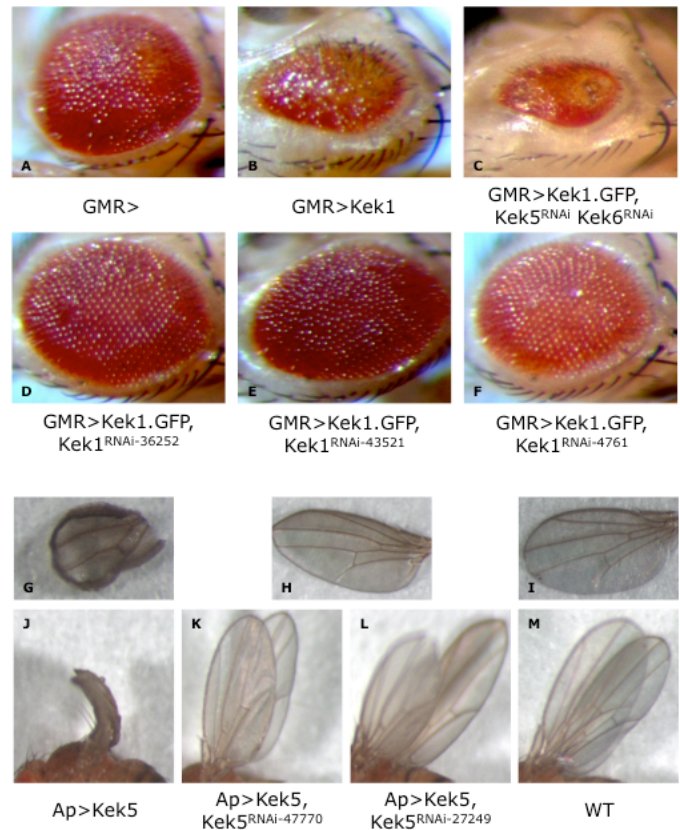 A
B
C
GMR>
GMR>Kek1
GMR>Kek1.GFP,
Kek5RNAi Kek6RNAi
D
E
F
GMR>Kek1.GFP,
Kek1RNAi-36252
GMR>Kek1.GFP,
Kek1RNAi-43521
GMR>Kek1.GFP,
Kek1RNAi-4761
G
H
I
J
K
L
M
Ap>Kek5
Ap>Kek5,
Kek5RNAi-47770
Ap>Kek5,
Kek5RNAi-27249
WT